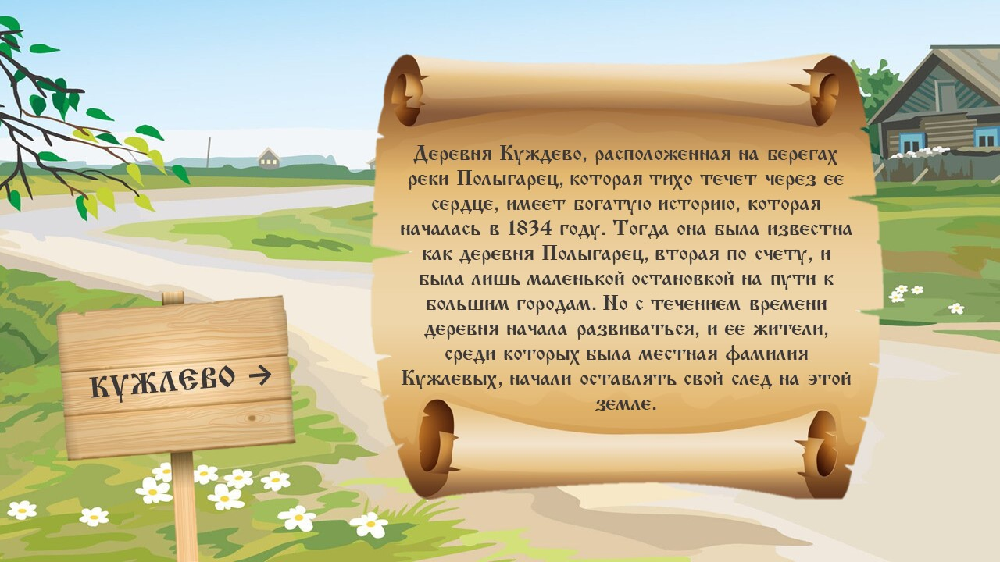 Деревня Куждево, расположенная на берегах
реки Полыгарец, которая тихо течет через ее
сердце, имеет богатую историю, которая
началась в 1834 году. Тогда она была известна
как деревня Полыгарец, вторая по счету, и
была лишь маленькой остановкой на пути к
большим городам. Но с течением времени
деревня начала развиваться, и ее жители,
среди которых была местная фамилия
Кужлевых, начали оставлять свой след на этой
земле.
КУЖЛЕВО →